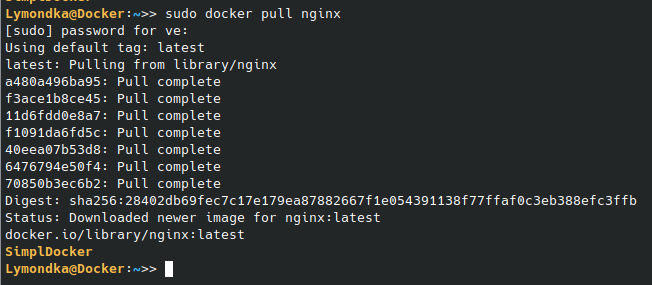 SimplDocker
Lymondka@Docker:~>> sudo docker pull nginx
[sudo] password for ve:
Using default tag: latest
latest: Pulling from library/nginx
a480a496ba95: Pull complete
f3ace1b8ce45: Pull complete
11d6fdd0e8a7: Pull complete
f1091da6fd5c: Pull complete
40eea07b53d8: Pull complete
6476794e50f4: Pull complete
70850b3ec6b2: Pull complete
Digest: sha256:28402db69fec7c17e179ea87882667f1e054391138f77ffaf0c3eb388efc3ffb
Status: Downloaded newer image for nginx:latest
docker.io/library/nginx:latest
SimplDocker
Lymondka@Docker:~>>